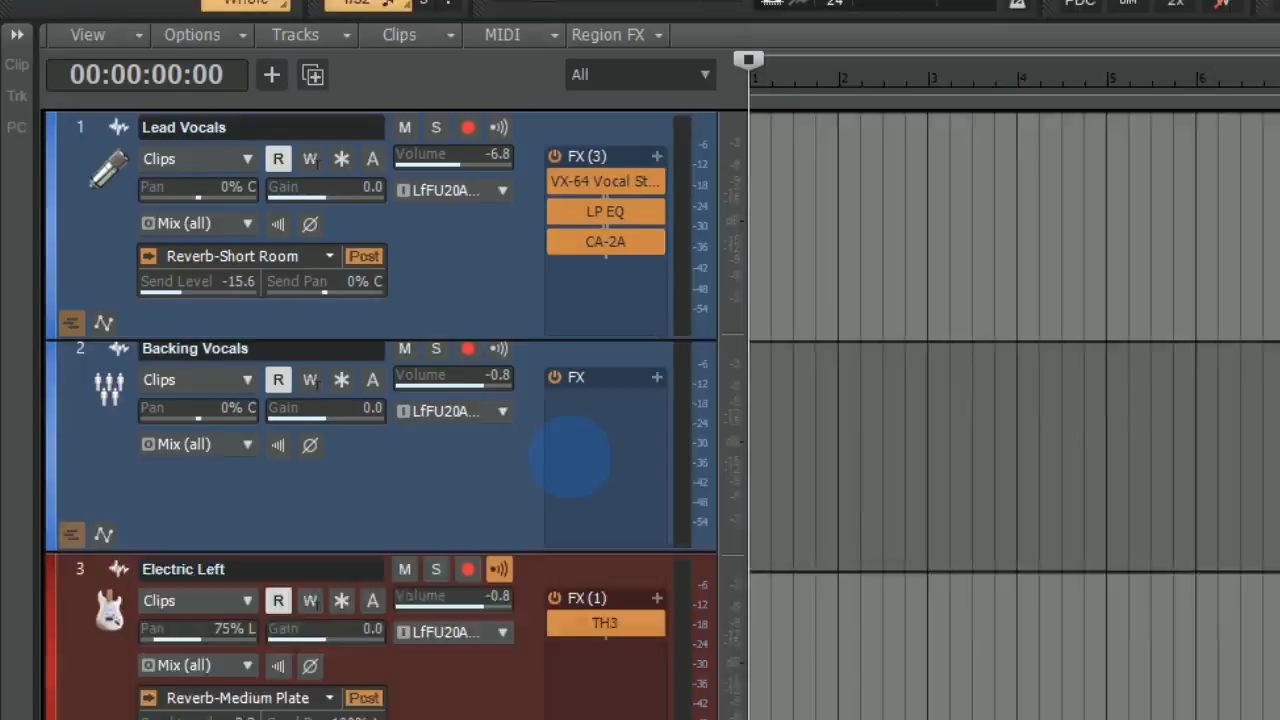 Whole 1/32 3 24 PDC 2x
View Options Tracks Clips MIDI Region FX
Clip
Trk
PC
00:00:00:00 + All
1 2 3 4 5 6
1 Lead Vocals M S
Clips R W * A Volume -6.8 FX (3) +
Pan 0% C Gain 0.0 LfFU20A... VX-64 Vocal St...
LP EQ
Mix (all) Ø CA-2A
Reverb-Short Room Post
Send Level -15.6 Send Pan 0% C
-6
-12
-18
-24
-30
-36
-42
-48
-54
2 Backing Vocals M S
Clips R W * A Volume -0.8 FX +
Pan 0% C Gain 0.0 LfFU20A...
Mix (all) Ø
-6
-12
-18
-24
-30
-36
-42
-48
-54
3 Electric Left M S
Clips R W * A Volume -0.8 FX (1) +
Pan 75% L Gain 0.0 LfFU20A... TH3
Mix (all) Ø
Reverb-Medium Plate Post
-6
-12
-18
-24
-30
-36
-42